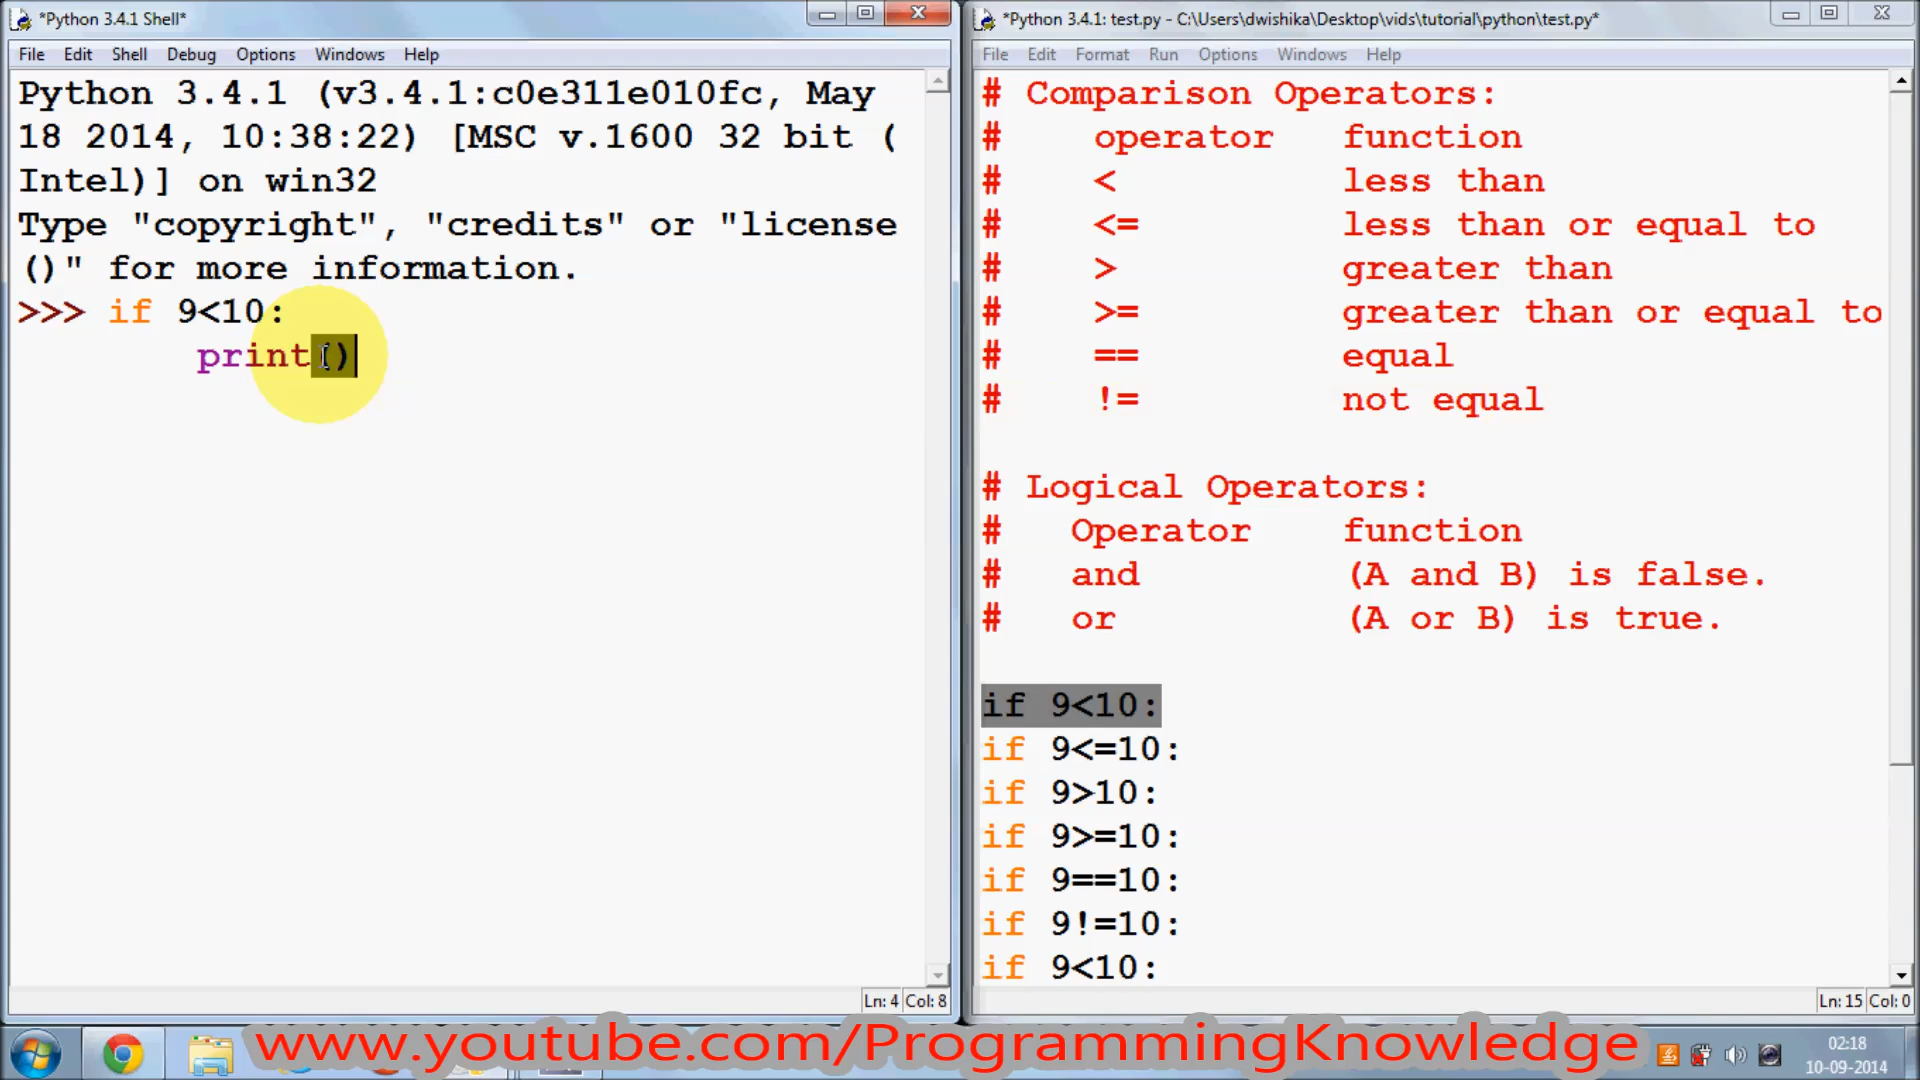 *Python 3.4.1 Shell*
File Edit Shell Debug Options Windows Help
Python 3.4.1 (v3.4.1:c0e311e010fc, May
18 2014, 10:38:22) [MSC v.1600 32 bit (
Intel)] on win32
Type "copyright", "credits" or "license
()" for more information.
>>> if 9<10:
print()
Ln: 4 Col: 8
*Python 3.4.1: test.py - C:\Users\dwishika\Desktop\vids\tutorial\python\test.py*
File Edit Format Run Options Windows Help
# Comparison Operators:
# operator function
# < less than
# <= less than or equal to
# > greater than
# >= greater than or equal to
# == equal
# != not equal
# Logical Operators:
# Operator function
# and (A and B) is false.
# or (A or B) is true.
if 9<10:
if 9<=10:
if 9>10:
if 9>=10:
if 9==10:
if 9!=10:
if 9<10:
Ln: 15 Col: 0
www.youtube.com/ProgrammingKnowledge
02:18
10-09-2014